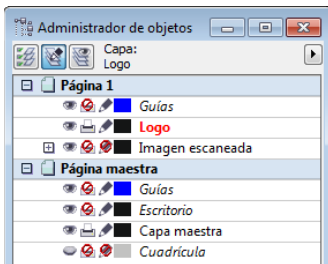 Administrador de objetos
Capa:
Logo
Página 1
Guías
Logo
Imagen escaneada
Página maestra
Guías
Escritorio
Capa maestra
Cuadrícula